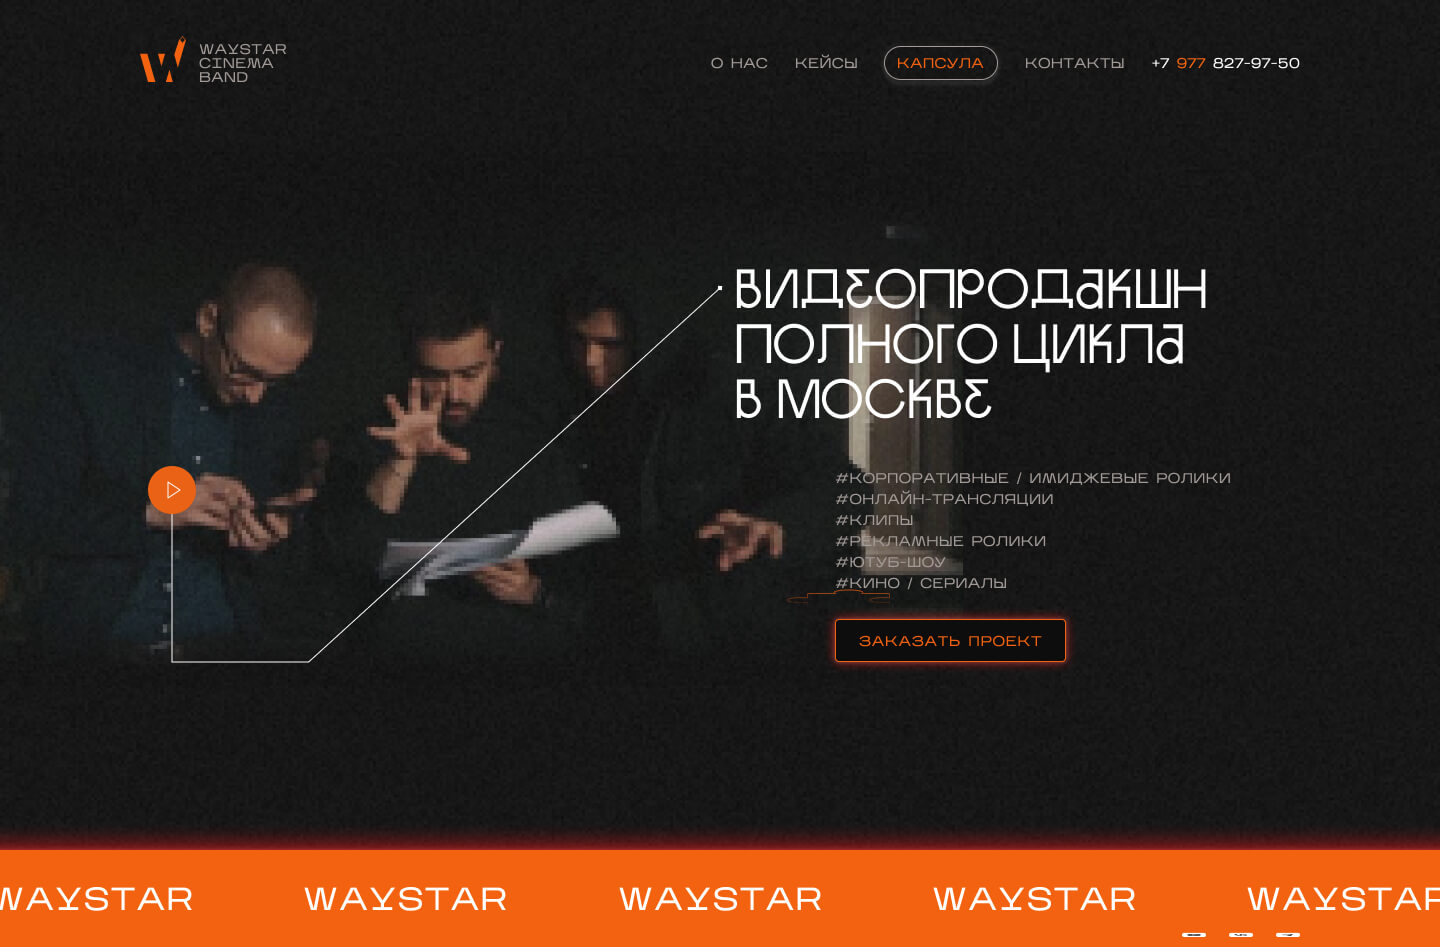 WAYSTAR
CINEMA
BAND
О НАС
КЕЙСЫ
КАПСУЛА
КОНТАКТЫ
+7 977 827-97-50
ВИДЕОПРОДАКШН
ПОЛНОГО ЦИКЛА
В МОСКВЕ
#КОРПОРАТИВНЫЕ / ИМИДЖЕВЫЕ РОЛИКИ
#ОНЛАЙН-ТРАНСЛЯЦИИ
#КЛИПЫ
#РЕКЛАМНЫЕ РОЛИКИ
#ЮТУБ-ШОУ
#КИНО / СЕРИАЛЫ
ЗАКАЗАТЬ ПРОЕКТ
WAYSTAR WAYSTAR WAYSTAR WAYSTAR WAYSTAR